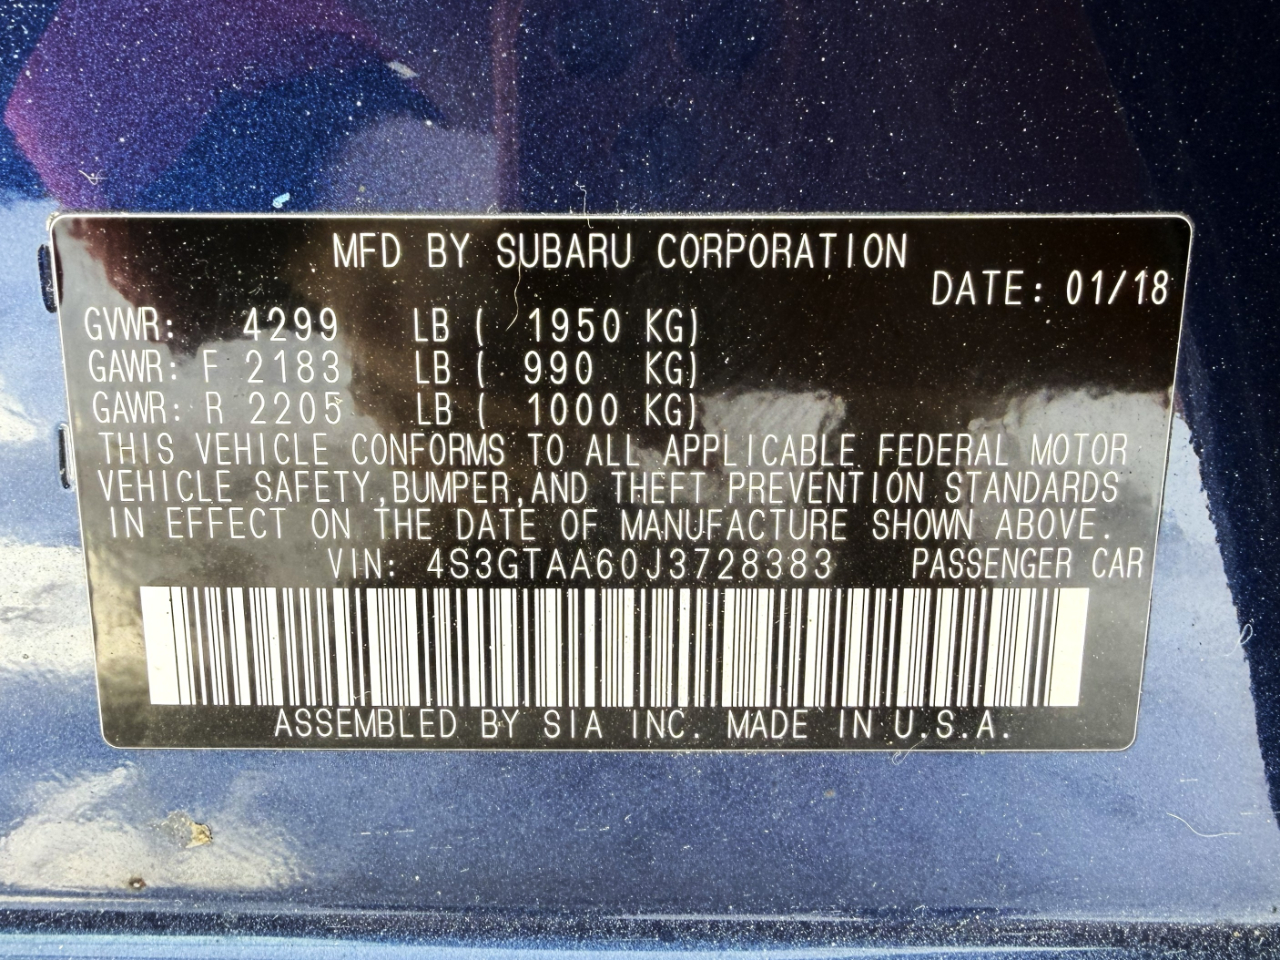 MFD BY SUBARU CORPORATION
DATE: 01/18
GVWR: 4299 LB ( 1950 KG)
GAWR: F 2183 LB ( 990 KG)
GAWR: R 2205 LB ( 1000 KG)
THIS VEHICLE CONFORMS TO ALL APPLICABLE FEDERAL MOTOR
VEHICLE SAFETY,BUMPER,AND THEFT PREVENTION STANDARDS
IN EFFECT ON THE DATE OF MANUFACTURE SHOWN ABOVE.
VIN: 4S3GTAA60J3728383 PASSENGER CAR
ASSEMBLED BY SIA INC. MADE IN U.S.A.